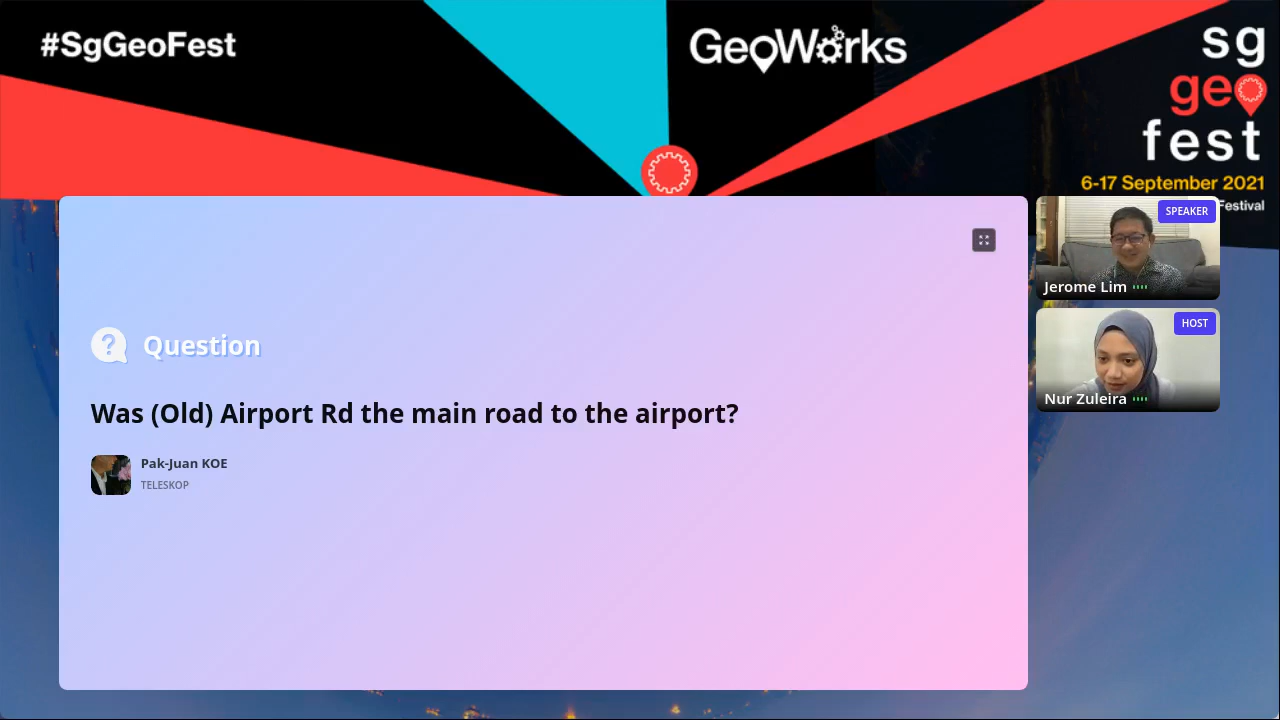 #SgGeoFest
GeoWorks
sg
geo
fest
6-17 September 2021
Festival
SPEAKER
Jerome Lim
HOST
Nur Zuleira
Question
Was (Old) Airport Rd the main road to the airport?
Pak-Juan KOE
TELESKOP